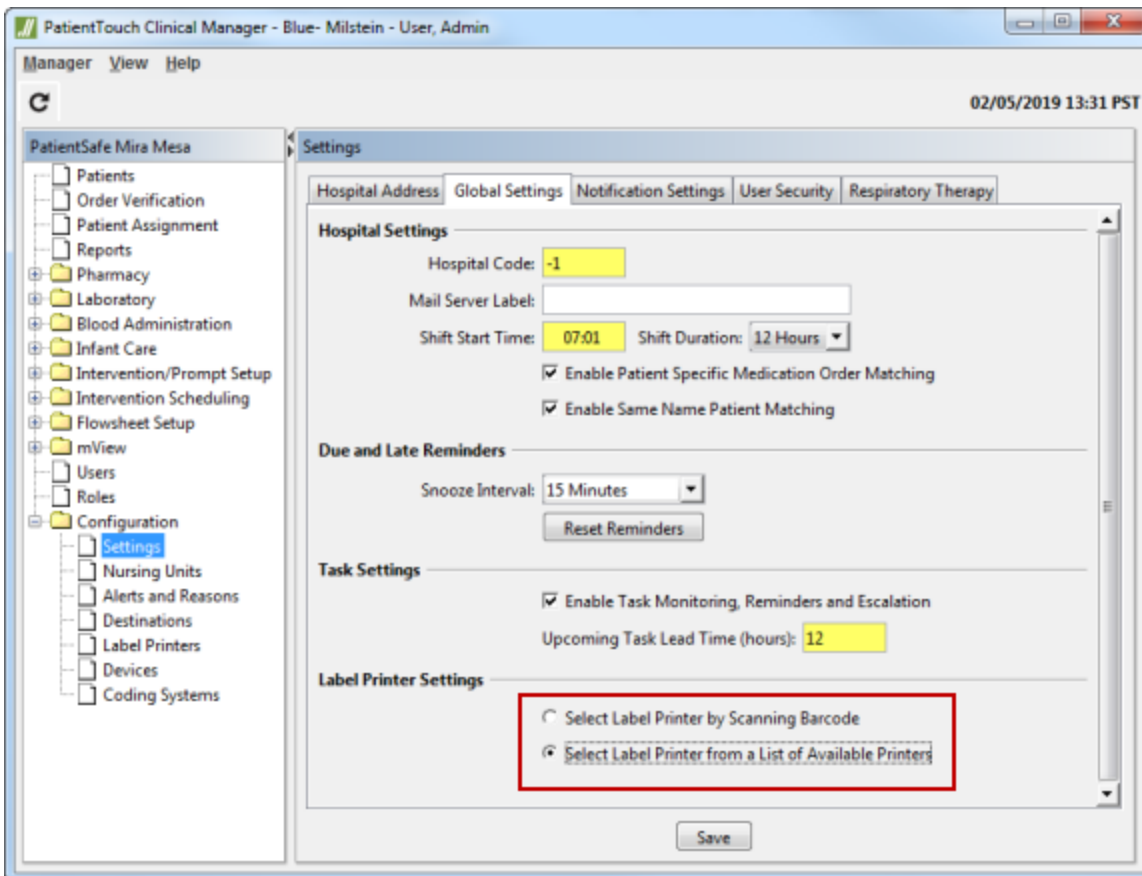 PatientTouch Clinical Manager - Blue- Milstein - User, Admin
Manager View Help
02/05/2019 13:31 PST
PatientSafe Mira Mesa
Patients
Order Verification
Patient Assignment
Reports
Pharmacy
Laboratory
Blood Administration
Infant Care
Intervention/Prompt Setup
Intervention Scheduling
Flowsheet Setup
mView
Users
Roles
Configuration
Settings
Nursing Units
Alerts and Reasons
Destinations
Label Printers
Devices
Coding Systems
Settings
Hospital Address Global Settings Notification Settings User Security Respiratory Therapy
Hospital Settings
Hospital Code: -1
Mail Server Label:
Shift Start Time: 07:01 Shift Duration: 12 Hours
Enable Patient Specific Medication Order Matching
Enable Same Name Patient Matching
Due and Late Reminders
Snooze Interval: 15 Minutes
Reset Reminders
Task Settings
Enable Task Monitoring, Reminders and Escalation
Upcoming Task Lead Time (hours): 12
Label Printer Settings
Select Label Printer by Scanning Barcode
Select Label Printer from a List of Available Printers
Save